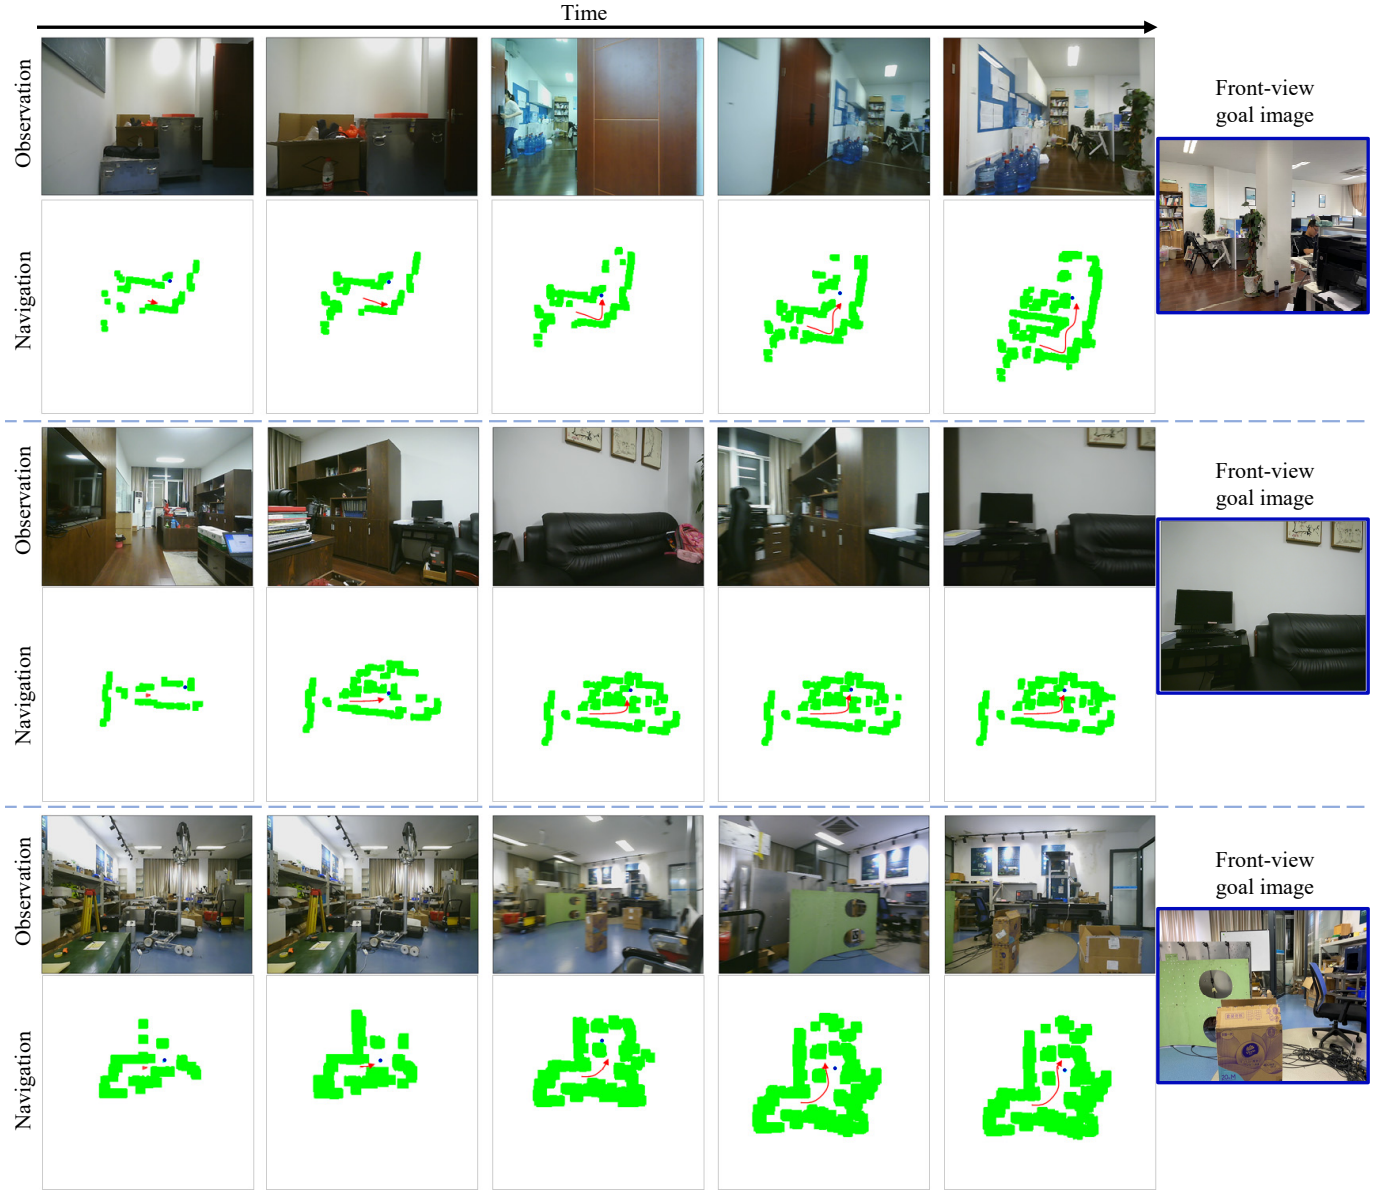 Time
Observation
Navigation
Front-view
goal image
Observation
Navigation
Front-view
goal image
Observation
Navigation
Front-view
goal image